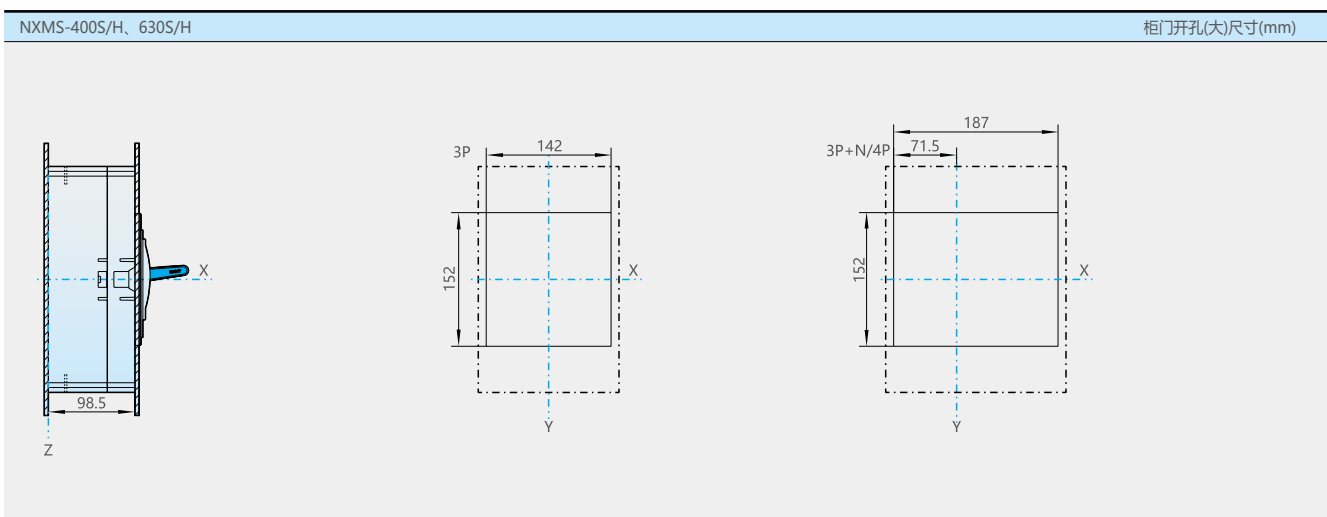 NXMS-400S/H、630S/H
柜门开孔(大)尺寸(mm)
X
98.5
Z
3P
142
152
X
Y
187
3P+N/4P
71.5
152
X
Y